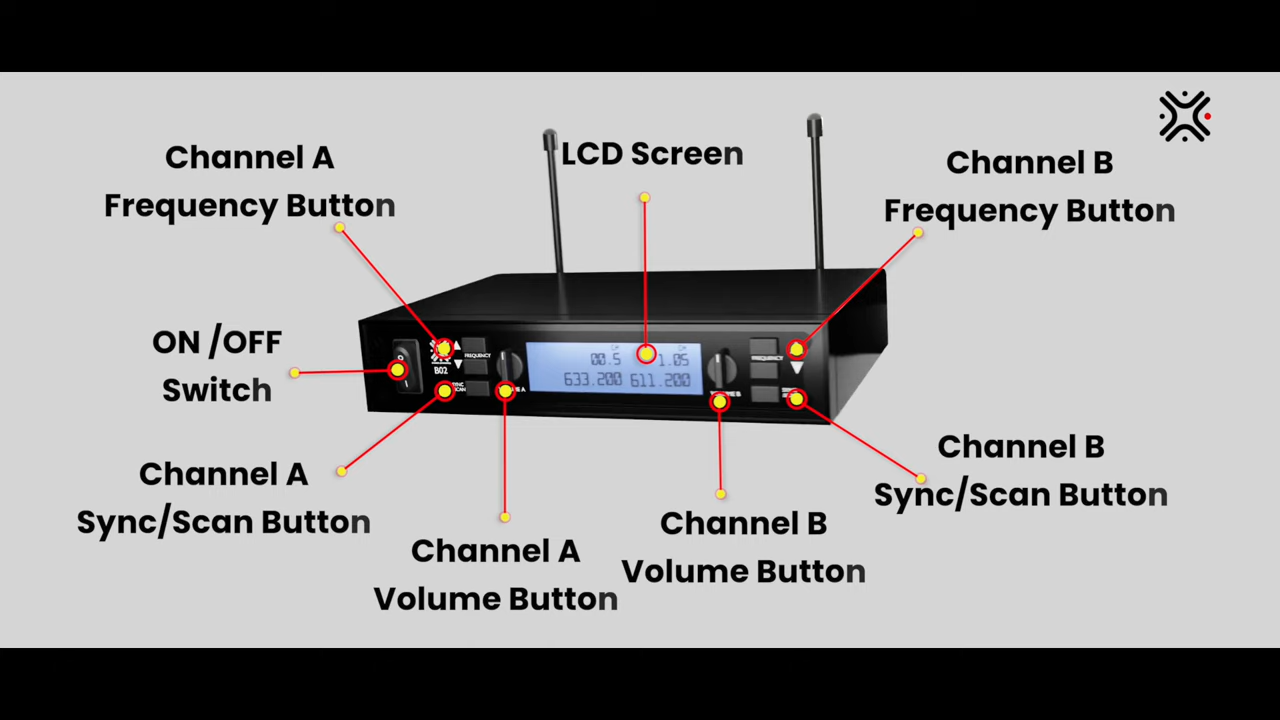 Channel A
Frequency Button
LCD Screen
Channel B
Frequency Button
ON /OFF
Switch
FREQUENCY
B02
00.5
1.05
633.200 611.200
FREQUENCY
Channel A
Sync/Scan Button
Channel A
Volume Button
Channel B
Volume Button
Channel B
Sync/Scan Button